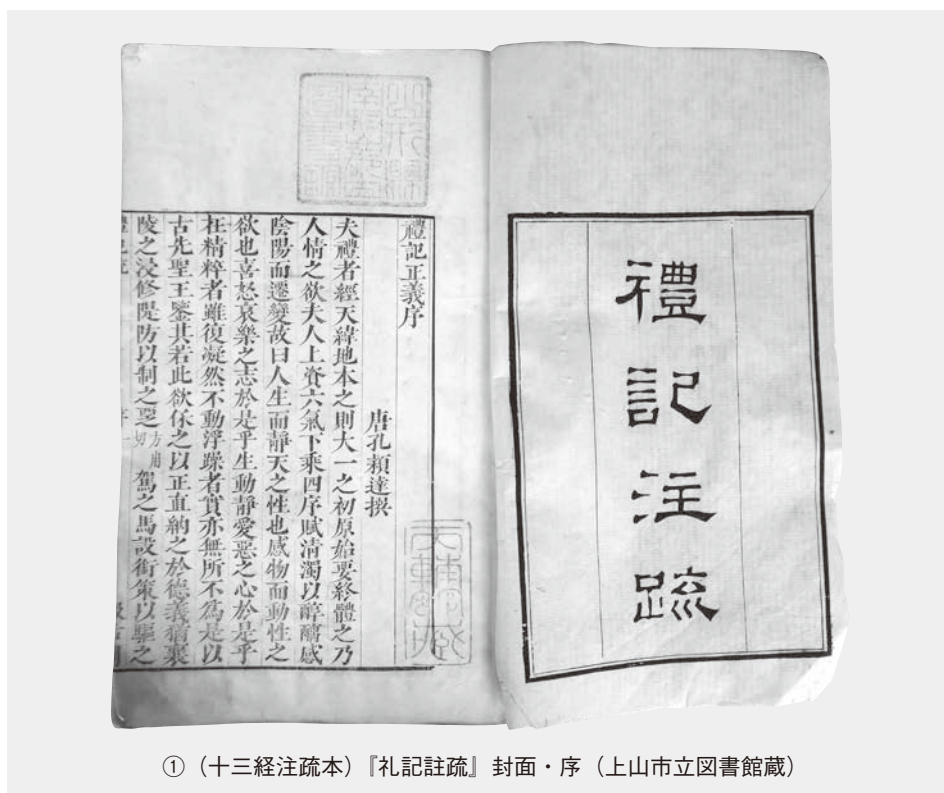 禮記注疏
禮記正義序
唐孔頴達撰
夫禮者經天緯地本之則大一之初原始要終體之乃
人情之欲夫人上資六氣下乘四序賦清濁以醇醨感
陰陽而遷變故曰人生而靜天之性也感物而動性之
欲也喜怒哀樂之志於是乎生動靜愛惡之心於是乎
在精粹者雖復凝然不動浮躁者實亦無所不為是以
古先聖王鑒其若此欲保之以正直納之於德義猶襄
陵之浸修隄防以制之覂方用切駕之馬設銜策以驅之
①（十三経注疏本）『礼記註疏』封面・序（上山市立図書館蔵）